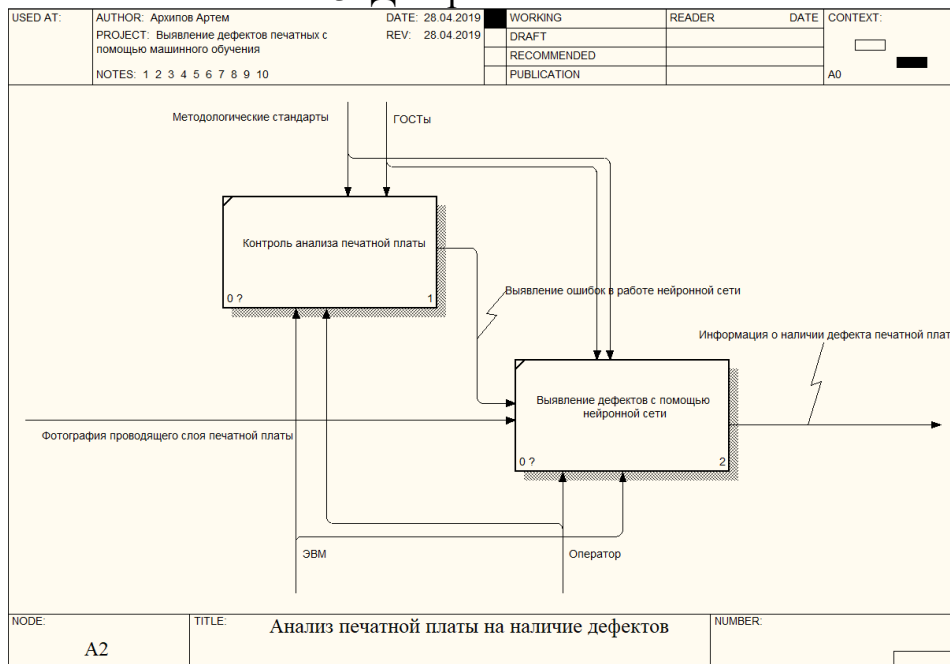 USED AT:
AUTHOR: Архипов Артем
DATE: 28.04.2019
PROJECT: Выявление дефектов печатных с
помощью машинного обучения
REV: 28.04.2019
NOTES: 1 2 3 4 5 6 7 8 9 10
WORKING
DRAFT
RECOMMENDED
PUBLICATION
READER
DATE
CONTEXT:
A0
Методологические стандарты
ГОСТы
Контроль анализа печатной платы
0 ?
1
Выявление ошибок в работе нейронной сети
Информация о наличии дефекта печатной плат
Выявление дефектов с помощью
нейронной сети
0 ?
2
Фотография проводящего слоя печатной платы
ЭВМ
Оператор
NODE:
A2
TITLE:
Анализ печатной платы на наличие дефектов
NUMBER: